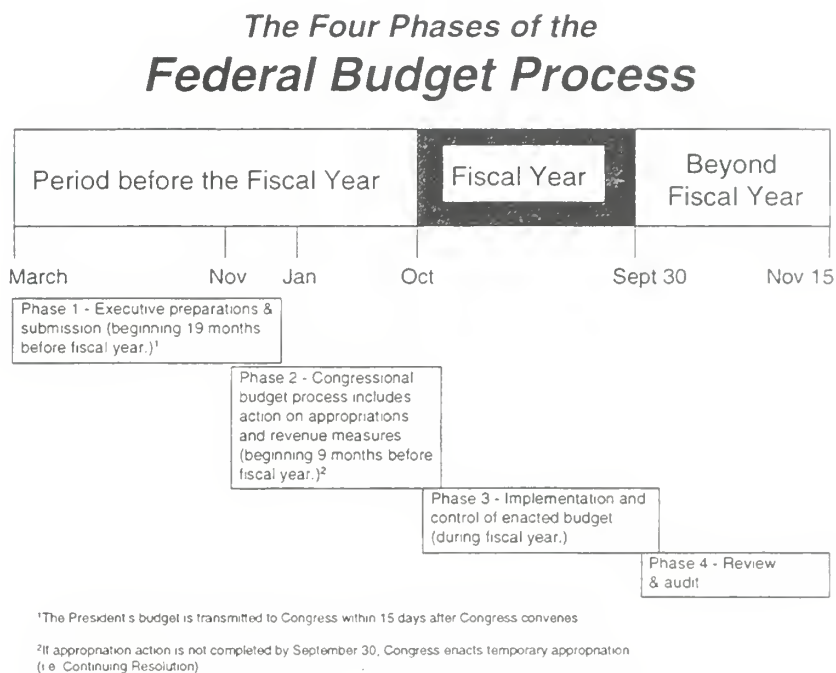 The Four Phases of the
Federal Budget Process
Period before the Fiscal Year
Fiscal Year
Beyond
Fiscal Year
March
Nov
Jan
Oct
Sept 30
Nov 15
Phase 1 - Executive preparations &
submission (beginning 19 months
before fiscal year.)¹
Phase 2 - Congressional
budget process includes
action on appropriations
and revenue measures
(beginning 9 months before
fiscal year.)²
Phase 3 - Implementation and
control of enacted budget
(during fiscal year.)
Phase 4 - Review
& audit
¹The President s budget is transmitted to Congress within 15 days after Congress convenes
²If appropriation action is not completed by September 30, Congress enacts temporary appropriation
(i e Continuing Resolution)